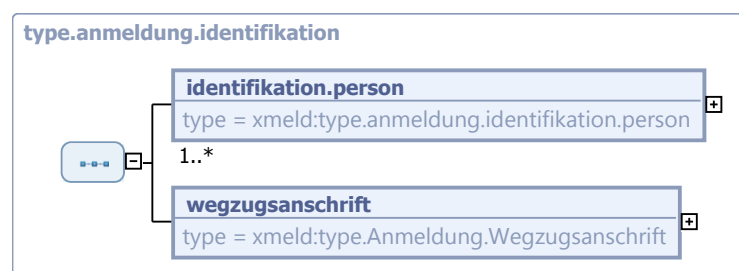 type.anmeldung.identifikation
identifikation.person
type = xmeld:type.anmeldung.identifikation.person
1..*
wegzugsanschrift
type = xmeld:type.Anmeldung.Wegzugsanschrift